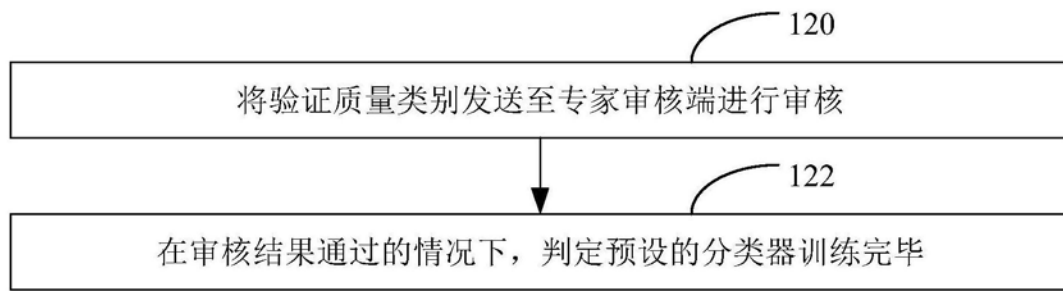 120
将验证质量类别发送至专家审核端进行审核
122
在审核结果通过的情况下，判定预设的分类器训练完毕